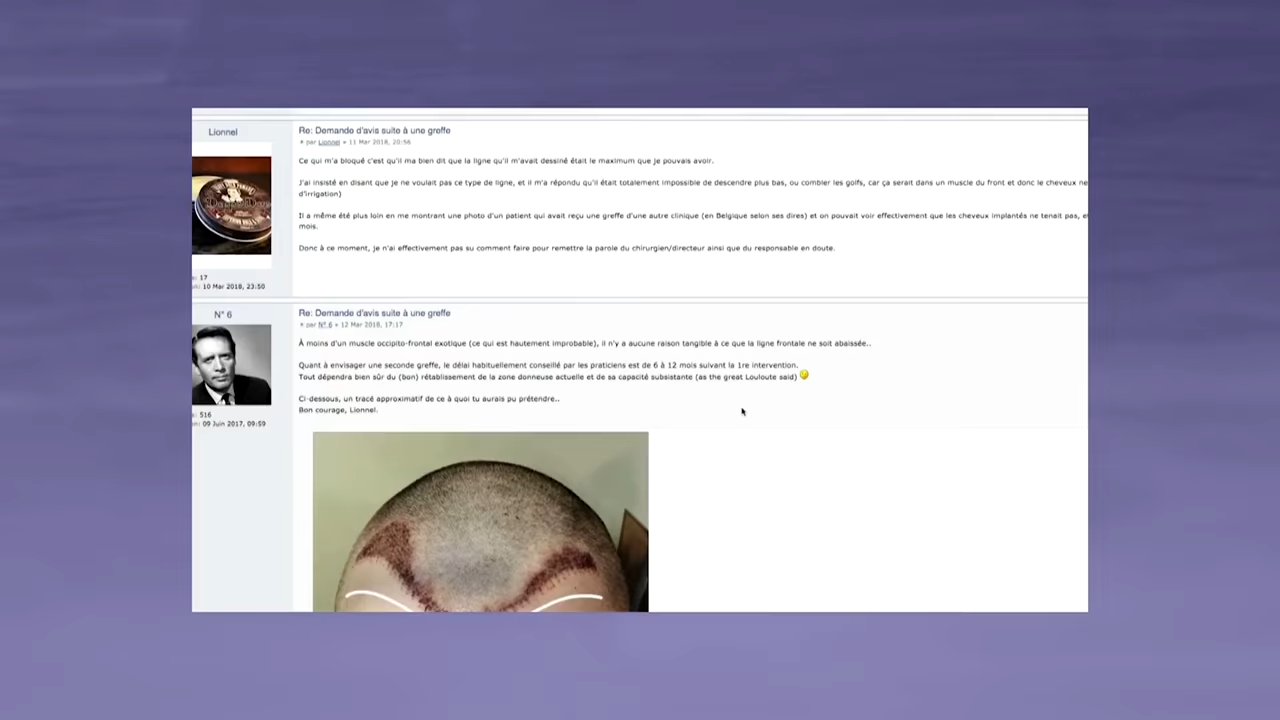 Lionnel
Re: Demande d'avis suite à une greffe
par Lionnel » 11 Mar 2018, 20:56
Ce qui m'a bloqué c'est qu'il ma bien dit que la ligne qu'il m'avait dessiné était le maximum que je pouvais avoir.
J'ai insisté en disant que je ne voulait pas ce type de ligne, et il m'a répondu qu'il était totalement impossible de descendre plus bas, ou combler les golfs, car ça serait dans un muscle du front et donc le cheveux ne
d'irrigation)
Il a même été plus loin en me montrant une photo d'un patient qui avait reçu une greffe d'une autre clinique (en Belgique selon ses dires) et on pouvait voir effectivement que les cheveux implantés ne tenait pas,
mois.
Donc à ce moment, je n'ai effectivement pas su comment faire pour remettre la parole du chirurgien/directeur ainsi que du responsable en doute.
: 17
: 10 Mar 2018, 23:50
N° 6
Re: Demande d'avis suite à une greffe
par N° 6 » 12 Mar 2018, 17:17
À moins d'un muscle occipito-frontal exotique (ce qui est hautement improbable), il n'y a aucune raison tangible à ce que la ligne frontale ne soit abaissée..
Quant à envisager une seconde greffe, le délai habituellement conseillé par les praticiens est de 6 à 12 mois suivant la 1re intervention.
Tout dépendra bien sûr du (bon) rétablissement de la zone donneuse actuelle et de sa capacité subsistante (as the great Louloute said)
Ci-dessous, un tracé approximatif de ce à quoi tu aurais pu prétendre..
Bon courage, Lionnel.
: 516
: 09 Juin 2017, 09:59